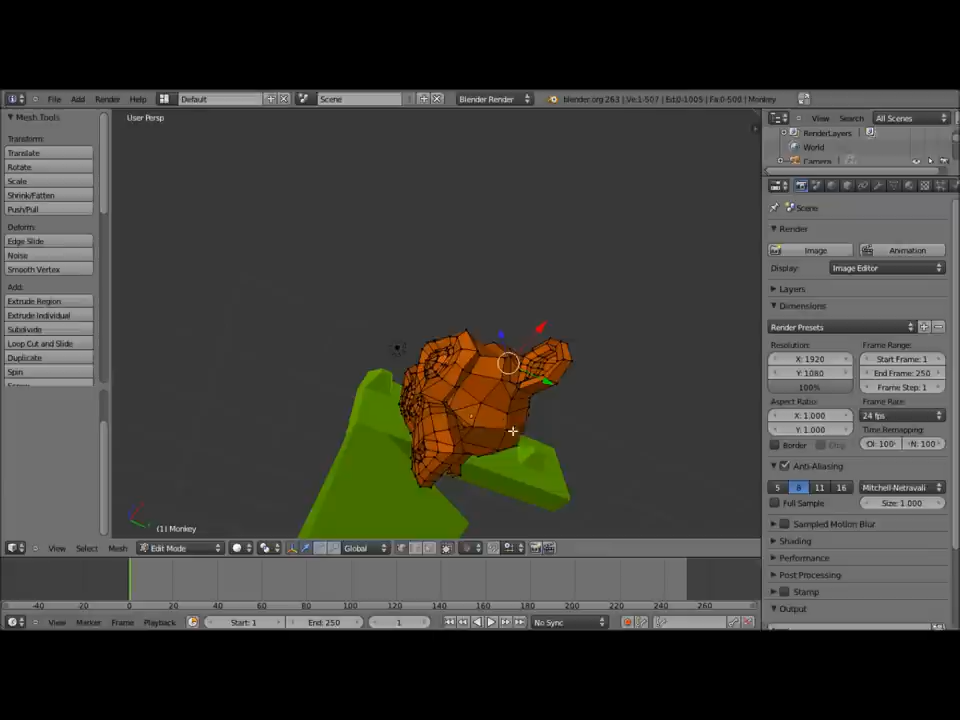 File Add Render Help Default Scene Blender Render blender.org 263 | Ve:1-507 | Ed:0-1005 | Fa:0-500 | Monkey
View Search All Scenes
RenderLayers
World
Camera
Mesh Tools
User Persp
Transform:
Translate
Rotate
Scale
Shrink/Fatten
Push/Pull
Deform:
Edge Slide
Noise
Smooth Vertex
Add:
Extrude Region
Extrude Individual
Subdivide
Loop Cut and Slide
Duplicate
Spin
Scene
Render
Image Animation
Display: Image Editor
Layers
Dimensions
Render Presets
Resolution: Frame Range:
X: 1920 Start Frame: 1
Y: 1080 End Frame: 250
100% Frame Step: 1
Aspect Ratio: Frame Rate:
X: 1.000 24 fps
Y: 1.000 Time Remapping:
Border Crop Ol: 100 N: 100
Anti-Aliasing
5 8 11 16 Mitchell-Netravali
Full Sample Size: 1.000
Sampled Motion Blur
Shading
Performance
Post Processing
Stamp
Output
(1) Monkey
View Select Mesh Edit Mode Global
-40 -20 0 20 40 60 80 100 120 140 160 180 200 220 240 260
View Marker Frame Playback Start: 1 End: 250 1 No Sync